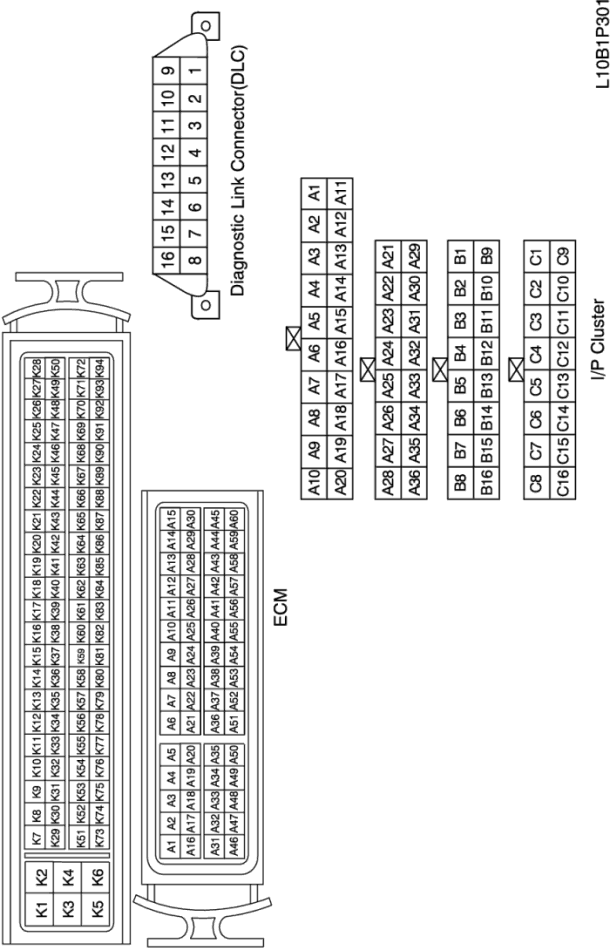 K1 K2
K3 K4
K5 K6
K7 K8 K9 K10 K11 K12 K13 K14 K15 K16 K17 K18 K19 K20 K21 K22 K23 K24 K25 K26 K27 K28
K29 K30 K31 K32 K33 K34 K35 K36 K37 K38 K39 K40 K41 K42 K43 K44 K45 K46 K47 K48 K49 K50
K51 K52 K53 K54 K55 K56 K57 K58 K59 K60 K61 K62 K63 K64 K65 K66 K67 K68 K69 K70 K71 K72
K73 K74 K75 K76 K77 K78 K79 K80 K81 K82 K83 K84 K85 K86 K87 K88 K89 K90 K91 K92 K93 K94
A1 A2 A3 A4 A5 A6 A7 A8 A9 A10 A11 A12 A13 A14 A15
A16 A17 A18 A19 A20 A21 A22 A23 A24 A25 A26 A27 A28 A29 A30
A31 A32 A33 A34 A35 A36 A37 A38 A39 A40 A41 A42 A43 A44 A45
A46 A47 A48 A49 A50 A51 A52 A53 A54 A55 A56 A57 A58 A59 A60
ECM
16 15 14 13 12 11 10 9
8 7 6 5 4 3 2 1
Diagnostic Link Connector(DLC)
A10 A9 A8 A7 A6 A5 A4 A3 A2 A1
A20 A19 A18 A17 A16 A15 A14 A13 A12 A11
A28 A27 A26 A25 A24 A23 A22 A21
A36 A35 A34 A33 A32 A31 A30 A29
B8 B7 B6 B5 B4 B3 B2 B1
B16 B15 B14 B13 B12 B11 B10 B9
C8 C7 C6 C5 C4 C3 C2 C1
C16 C15 C14 C13 C12 C11 C10 C9
I/P Cluster
L10B1P301